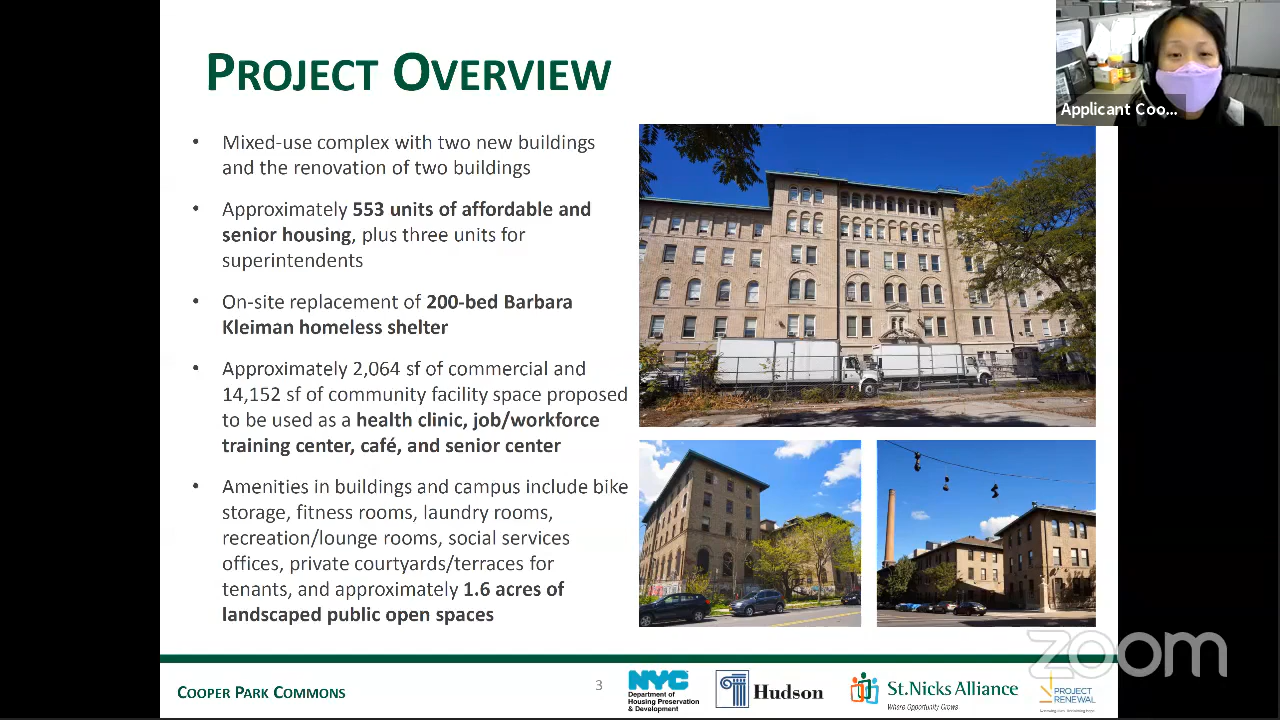 PROJECT OVERVIEW
Applicant Coo...
• Mixed-use complex with two new buildings
and the renovation of two buildings
• Approximately 553 units of affordable and
senior housing, plus three units for
superintendents
• On-site replacement of 200-bed Barbara
Kleiman homeless shelter
• Approximately 2,064 sf of commercial and
14,152 sf of community facility space proposed
to be used as a health clinic, job/workforce
training center, café, and senior center
• Amenities in buildings and campus include bike
storage, fitness rooms, laundry rooms,
recreation/lounge rooms, social services
offices, private courtyards/terraces for
tenants, and approximately 1.6 acres of
landscaped public open spaces
zoom
COOPER PARK COMMONS
3
NYC
Department of
Housing Preservation
& Development
Hudson
St.Nicks Alliance
Where Opportunity Grows
PROJECT
RENEWAL